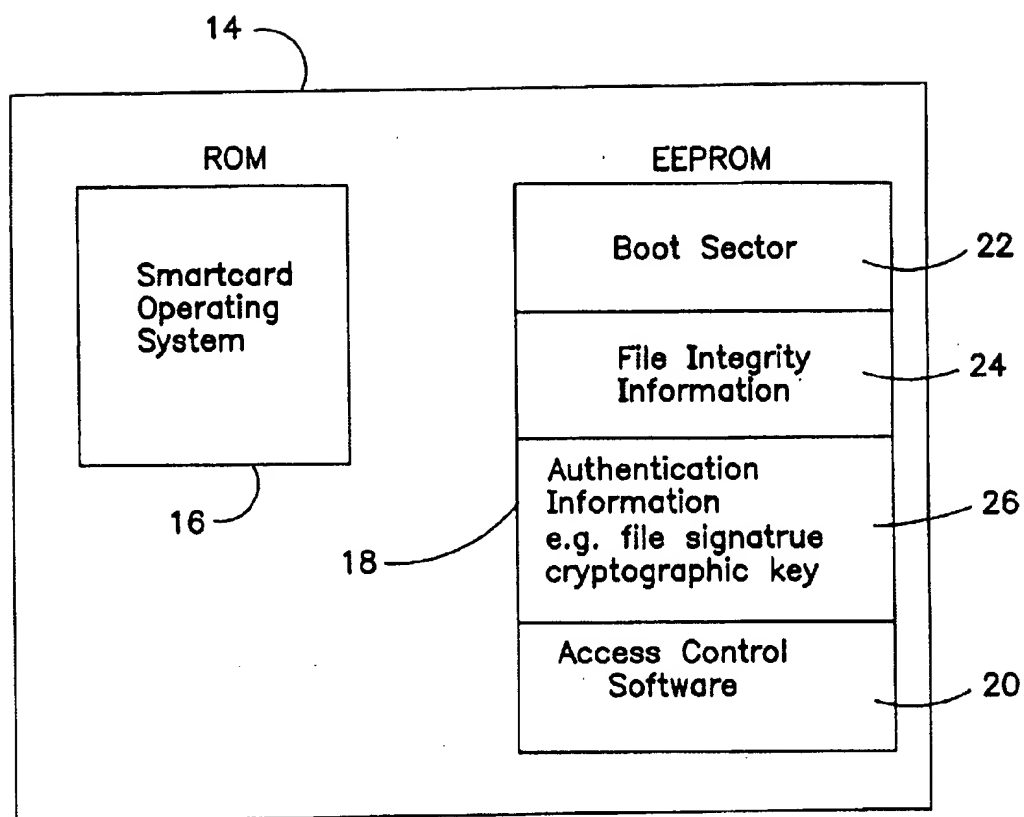 14
ROM
EEPROM
Smartcard
Operating
System
16
Boot Sector
22
File Integrity
Information
24
Authentication
Information
e.g. file signatrue
cryptographic key
26
18
Access Control
Software
20